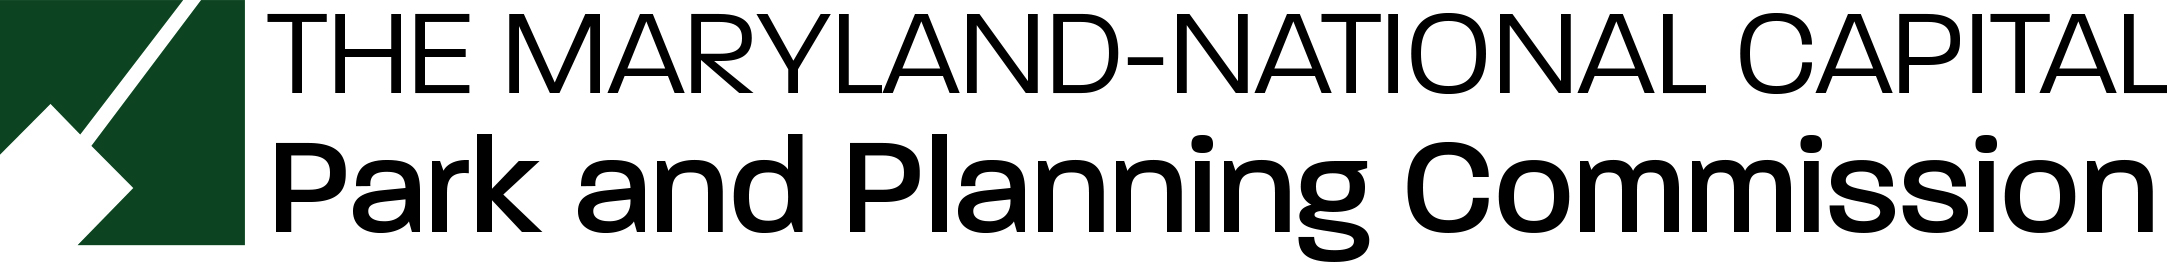 THE MARYLAND-NATIONAL CAPITAL
Park and Planning Commission